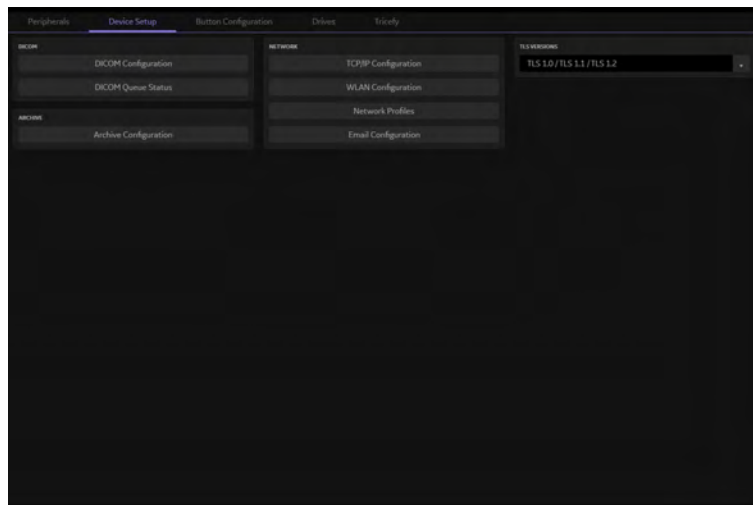 Peripherals Device Setup Button Configuration Drives Tricefy
DICOM
DICOM Configuration
DICOM Queue Status
ARCHIVE
Archive Configuration
NETWORK
TCP/IP Configuration
WLAN Configuration
Network Profiles
Email Configuration
TLS VERSIONS
TLS 1.0 / TLS 1.1 / TLS 1.2